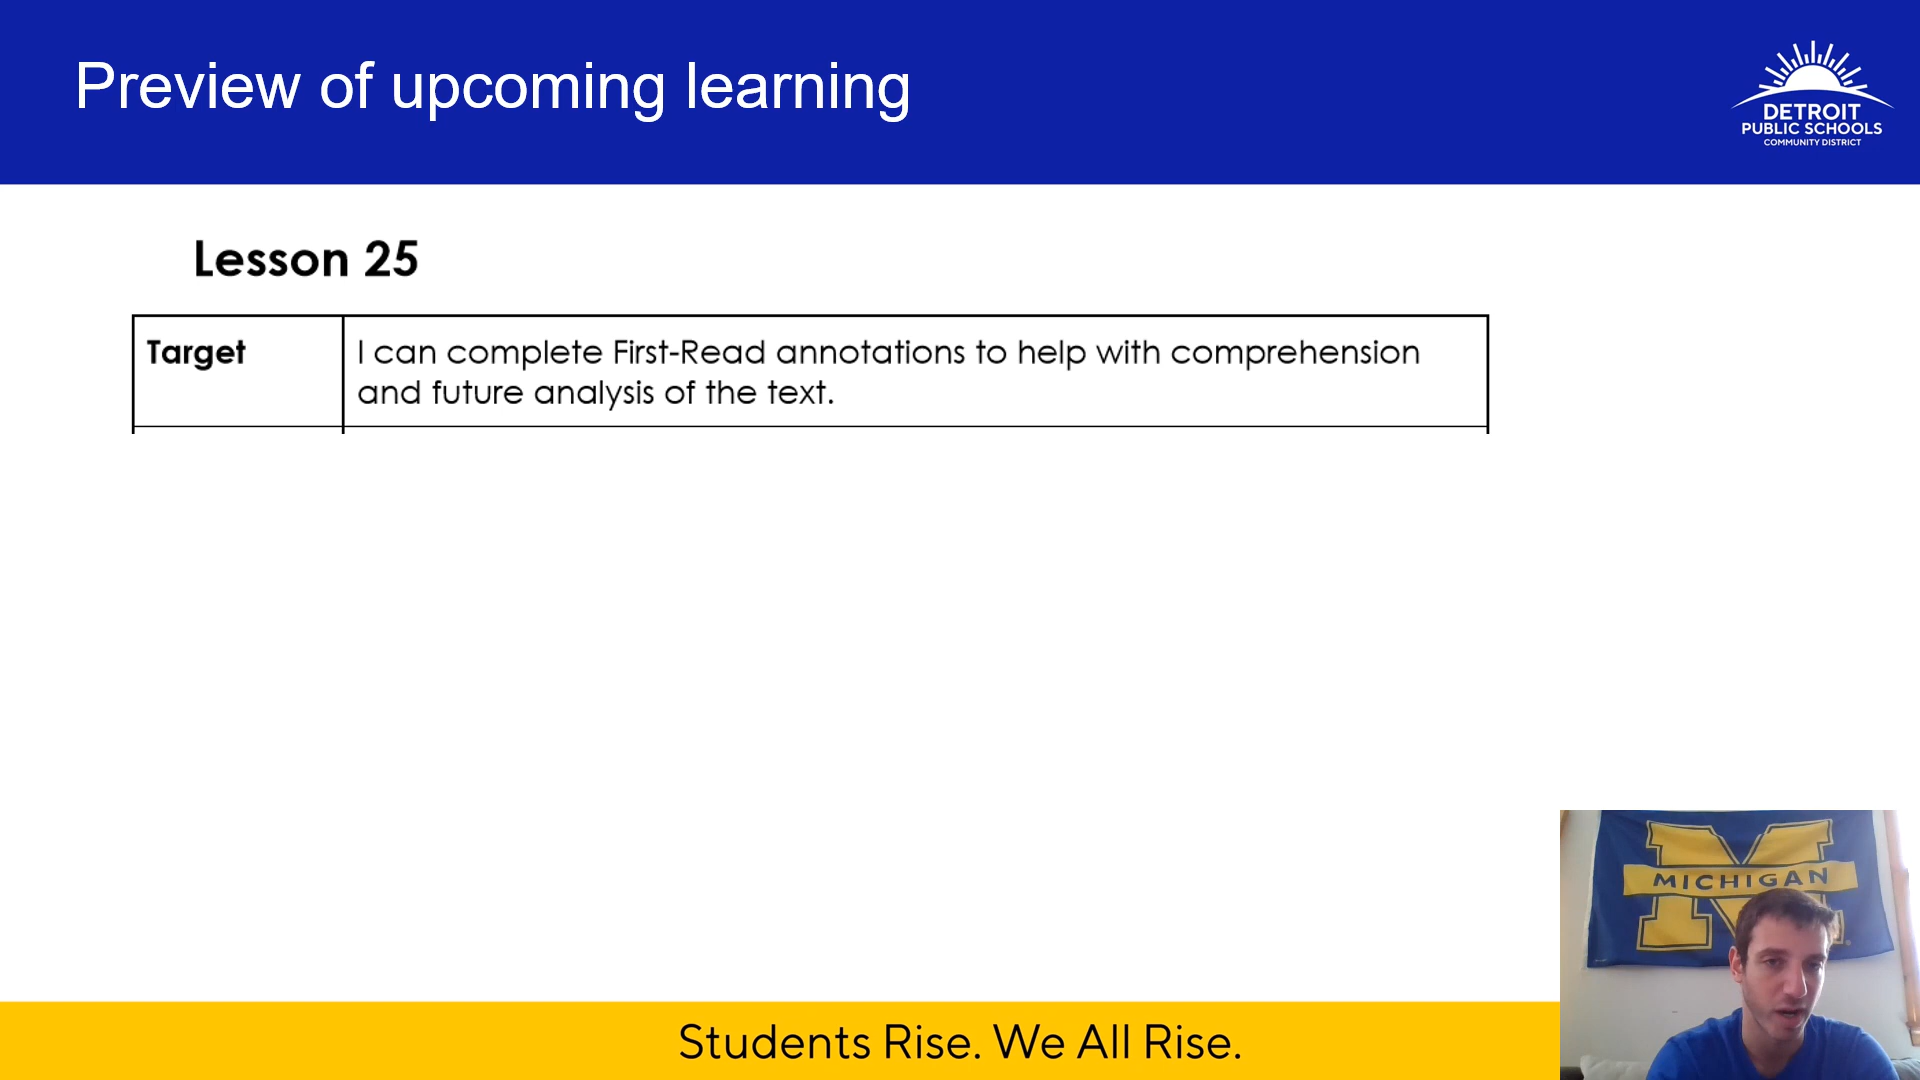 Preview of upcoming learning
DETROIT
PUBLIC SCHOOLS
COMMUNITY DISTRICT
Lesson 25
Target
I can complete First-Read annotations to help with comprehension
and future analysis of the text.
MICHIGAN
Students Rise. We All Rise.